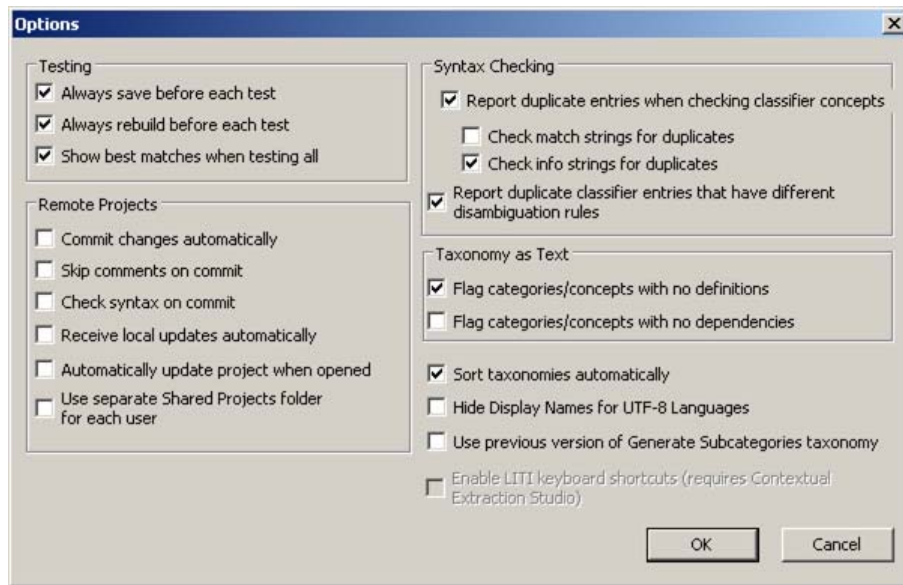 Options
Testing
Always save before each test
Always rebuild before each test
Show best matches when testing all
Remote Projects
Commit changes automatically
Skip comments on commit
Check syntax on commit
Receive local updates automatically
Automatically update project when opened
Use separate Shared Projects folder
for each user
Syntax Checking
Report duplicate entries when checking classifier concepts
Check match strings for duplicates
Check info strings for duplicates
Report duplicate classifier entries that have different
disambiguation rules
Taxonomy as Text
Flag categories/concepts with no definitions
Flag categories/concepts with no dependencies
Sort taxonomies automatically
Hide Display Names for UTF-8 Languages
Use previous version of Generate Subcategories taxonomy
Enable LITI keyboard shortcuts (requires Contextual
Extraction Studio)
OK
Cancel